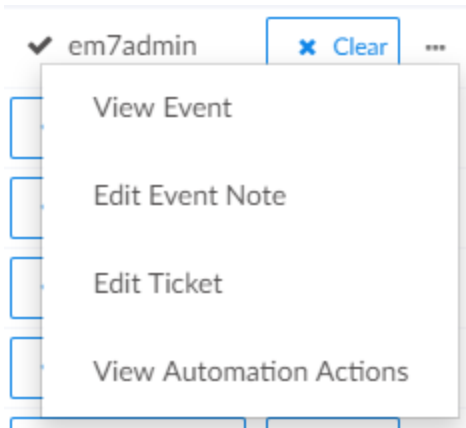 em7admin Clear
View Event
Edit Event Note
Edit Ticket
View Automation Actions